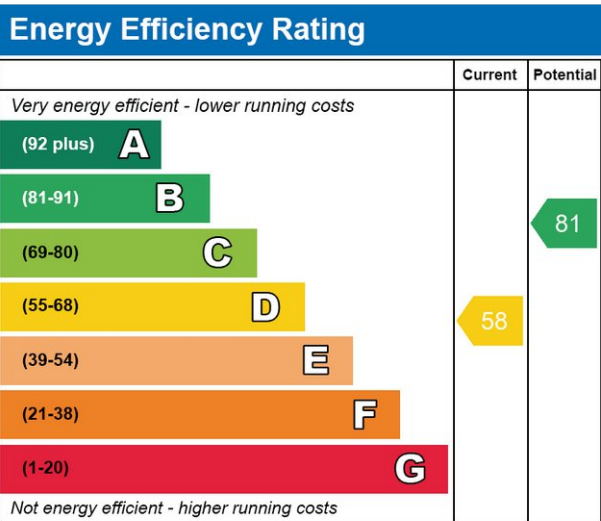 Energy Efficiency Rating
Current Potential
Very energy efficient - lower running costs
(92 plus) A
(81-91) B
81
(69-80) C
(55-68) D
58
(39-54) E
(21-38) F
(1-20) G
Not energy efficient - higher running costs